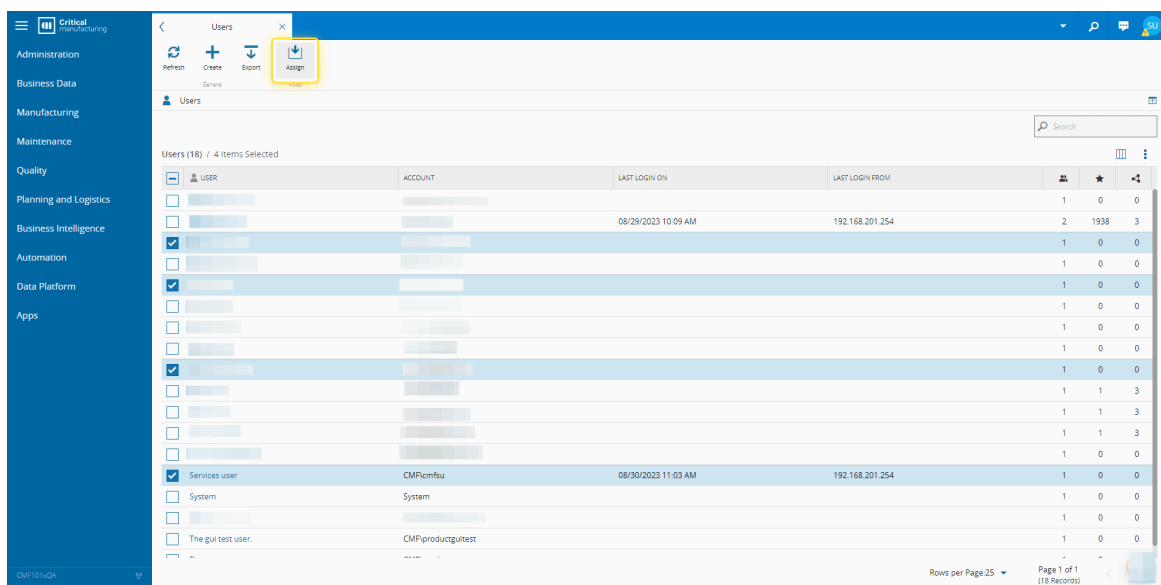 Critical manufacturing
Users
SU
Administration
Business Data
Manufacturing
Maintenance
Quality
Planning and Logistics
Business Intelligence
Automation
Data Platform
Apps
CMF101xQA
Refresh
Create
Export
Assign
General
Users
Search
Users (18) / 4 Items Selected
USER ACCOUNT LAST LOGIN ON LAST LOGIN FROM
1 0 0
08/29/2023 10:09 AM 192.168.201.254 2 1938 3
1 0 0
1 0 0
1 0 0
1 0 0
1 0 0
1 0 0
1 0 0
1 1 3
1 1 3
1 1 3
1 0 0
Services user CMF\cmfsu 08/30/2023 11:03 AM 192.168.201.254 1 0 0
System System 1 0 0
1 0 0
The gui test user. CMF\productguitest 1 0 0
Rows per Page:25 Page 1 of 1
(18 Records)